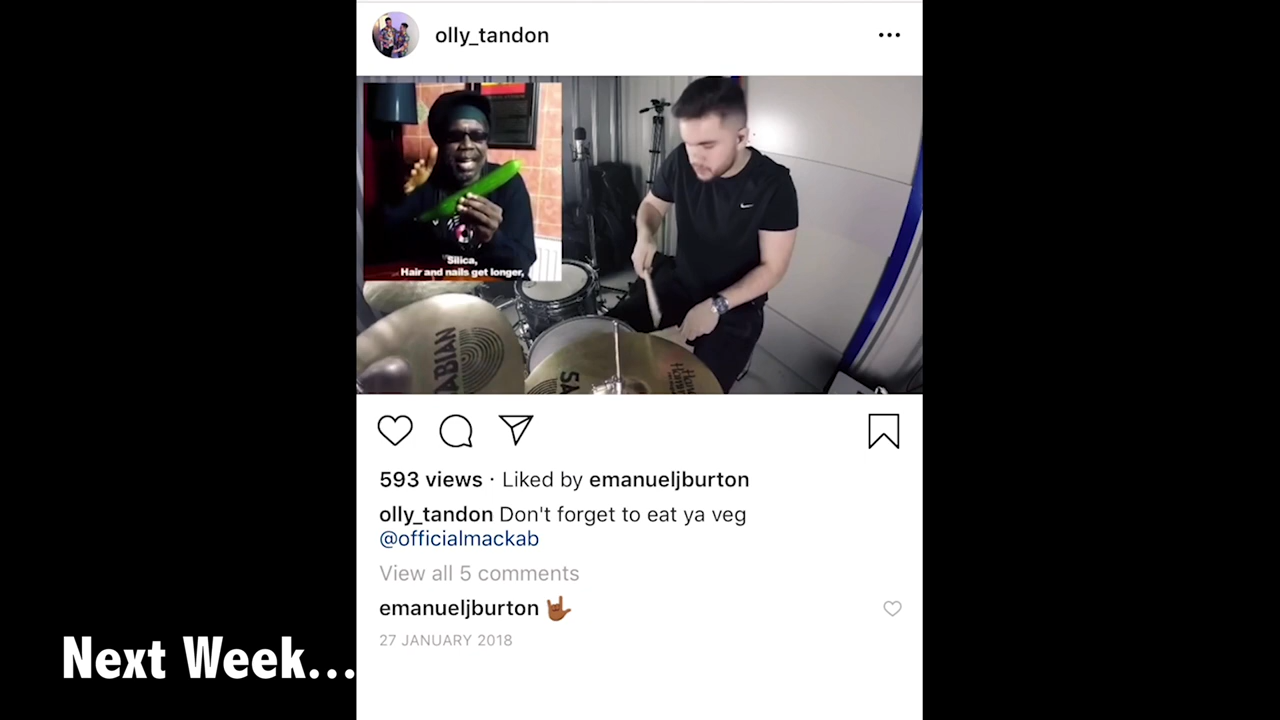 olly_tandon
Silica,
Hair and nails get longer,
SABIAN
SA
593 views · Liked by emanueljburton
olly_tandon Don't forget to eat ya veg
@officialmackab
View all 5 comments
emanueljburton 🤟🏾
27 JANUARY 2018
Next Week...